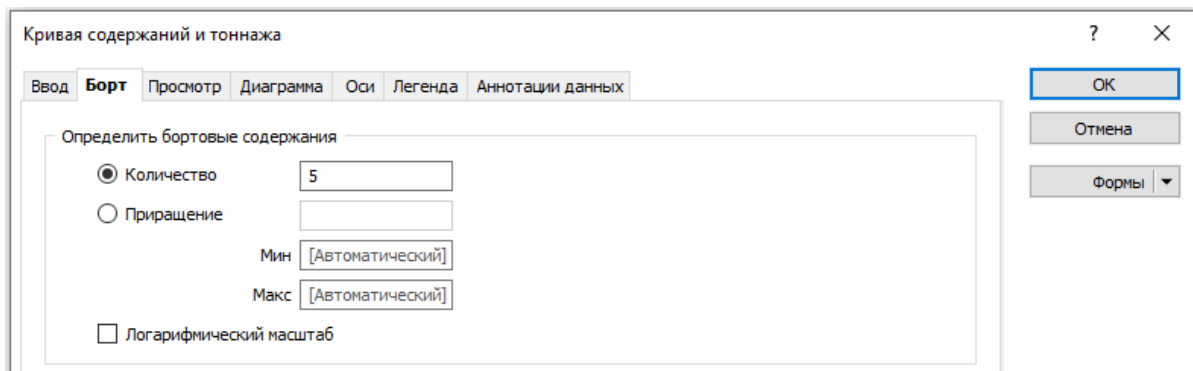 Кривая содержаний и тоннажа ?
Ввод Борт Просмотр Диаграмма Оси Легенда Аннотации данных
OK
Определить бортовые содержания
Отмена
Количество 5
Формы
Приращение
Мин [Автоматический]
Макс [Автоматический]
Логарифмический масштаб